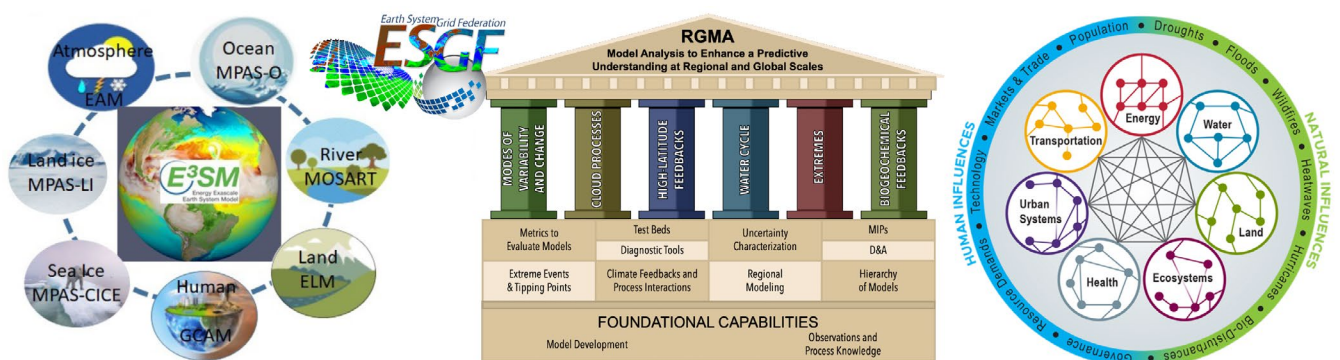 Atmosphere
EAM
Ocean
MPAS-O
Land ice
MPAS-LI
River
MOSART
Sea Ice
MPAS-CICE
Land
ELM
Human
GCAM
E³SM
Energy Exascale
Earth System Model
Earth System
Grid Federation
ESGF
RGMA
Model Analysis to Enhance a Predictive
Understanding at Regional and Global Scales
MODES OF
VARIABILITY
AND CHANGE
CLOUD PROCESSES
HIGH-LATITUDE
FEEDBACKS
WATER CYCLE
EXTREMES
BIOGEOCHEMICAL
FEEDBACKS
Metrics to
Evaluate Models
Test Beds
Diagnostic Tools
Uncertainty
Characterization
MIPs
D&A
Extreme Events
& Tipping Points
Climate Feedbacks and
Process Interactions
Regional
Modeling
Hierarchy
of Models
FOUNDATIONAL CAPABILITIES
Model Development
Observations and
Process Knowledge
HUMAN INFLUENCES
Governance • Resource Demands • Technology • Markets & Trade • Population
NATURAL INFLUENCES
Droughts • Floods • Wildfires • Heatwaves • Hurricanes • Bio-Disturbances
Energy
Water
Land
Ecosystems
Health
Urban
Systems
Transportation